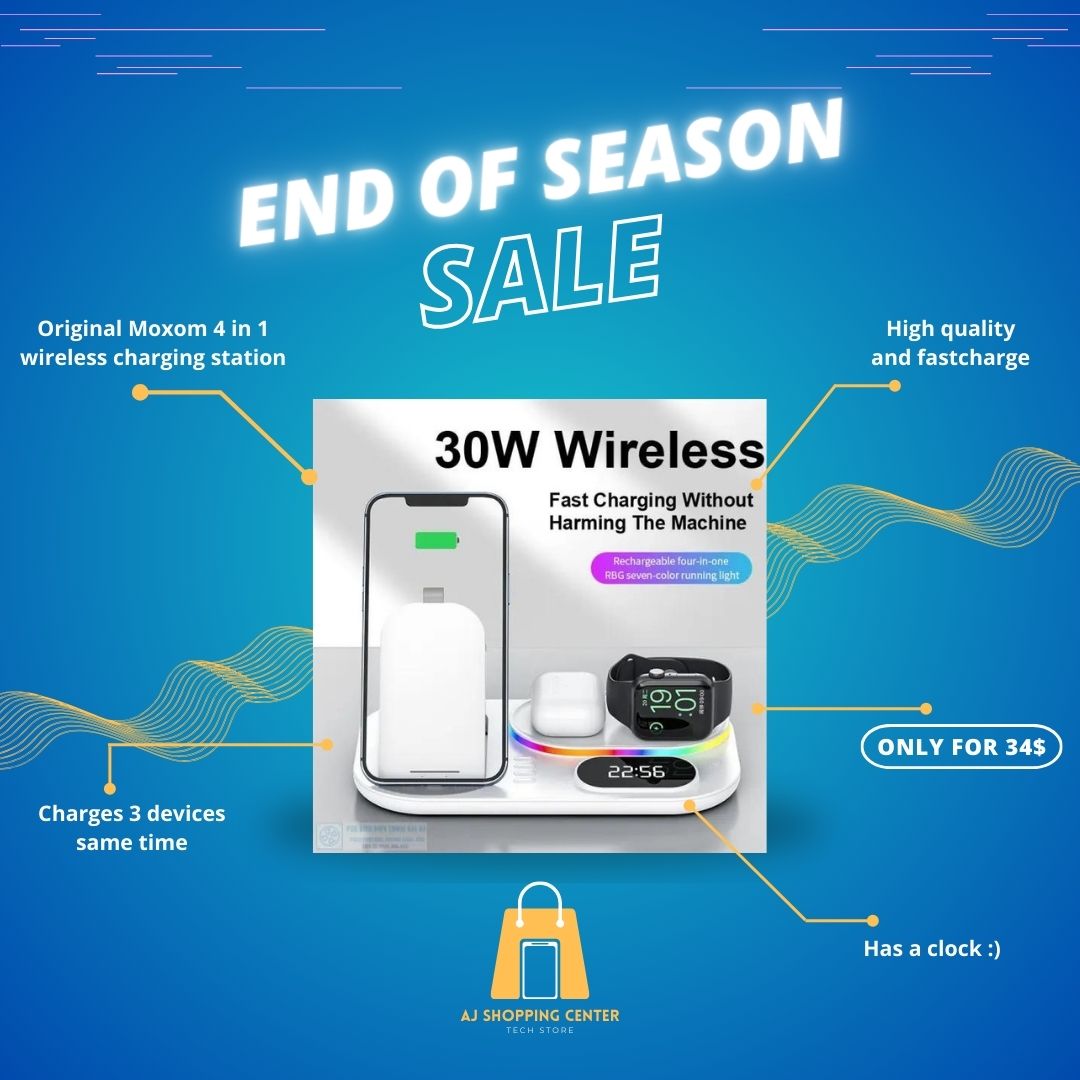 END OF SEASON
SALE
Original Moxom 4 in 1
wireless charging station
High quality
and fastcharge
30W Wireless
Fast Charging Without
Harming The Machine
Rechargeable four-in-one
RBG seven-color running light
19
:01
22:56
ONLY FOR 34$
Charges 3 devices
same time
Has a clock :)
AJ SHOPPING CENTER
TECH STORE